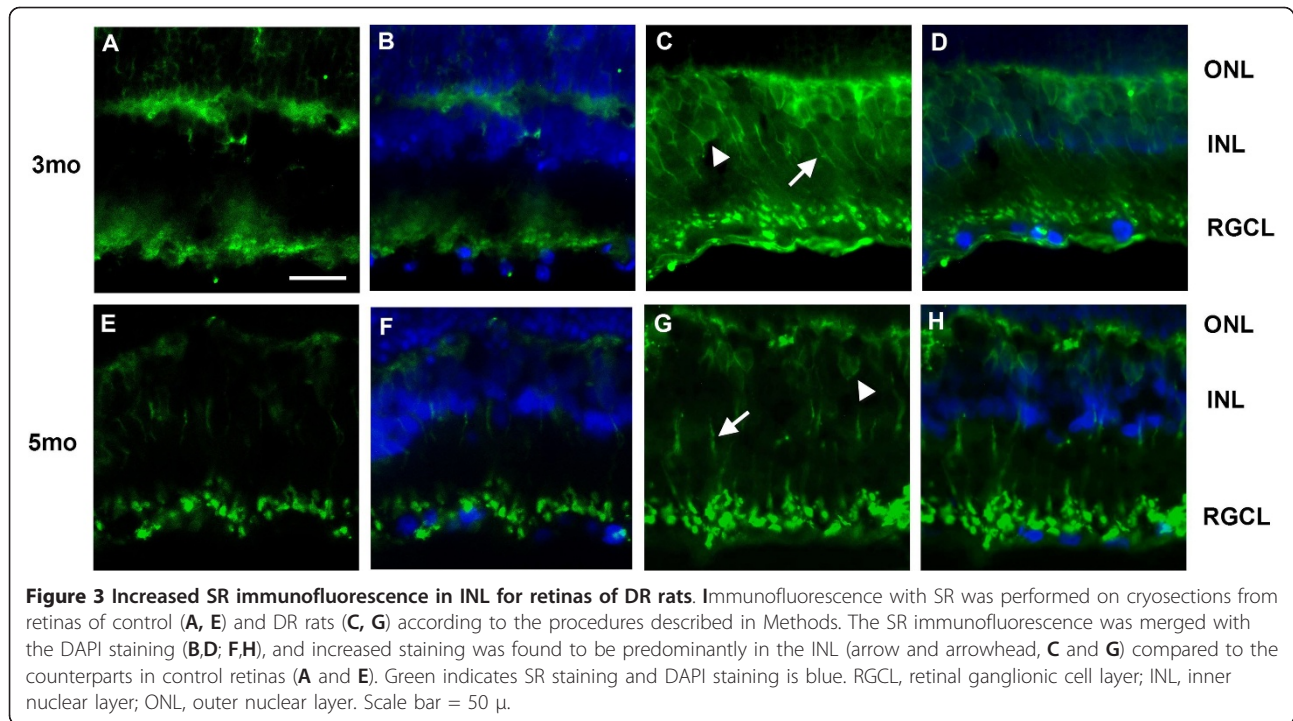 A
B
C
D
ONL
3mo
INL
RGCL
E
F
G
H
ONL
5mo
INL
RGCL
Figure 3 Increased SR immunofluorescence in INL for retinas of DR rats. Immunofluorescence with SR was performed on cryosections from
retinas of control (A, E) and DR rats (C, G) according to the procedures described in Methods. The SR immunofluorescence was merged with
the DAPI staining (B,D; F,H), and increased staining was found to be predominantly in the INL (arrow and arrowhead, C and G) compared to the
counterparts in control retinas (A and E). Green indicates SR staining and DAPI staining is blue. RGCL, retinal ganglionic cell layer; INL, inner
nuclear layer; ONL, outer nuclear layer. Scale bar = 50 μ.